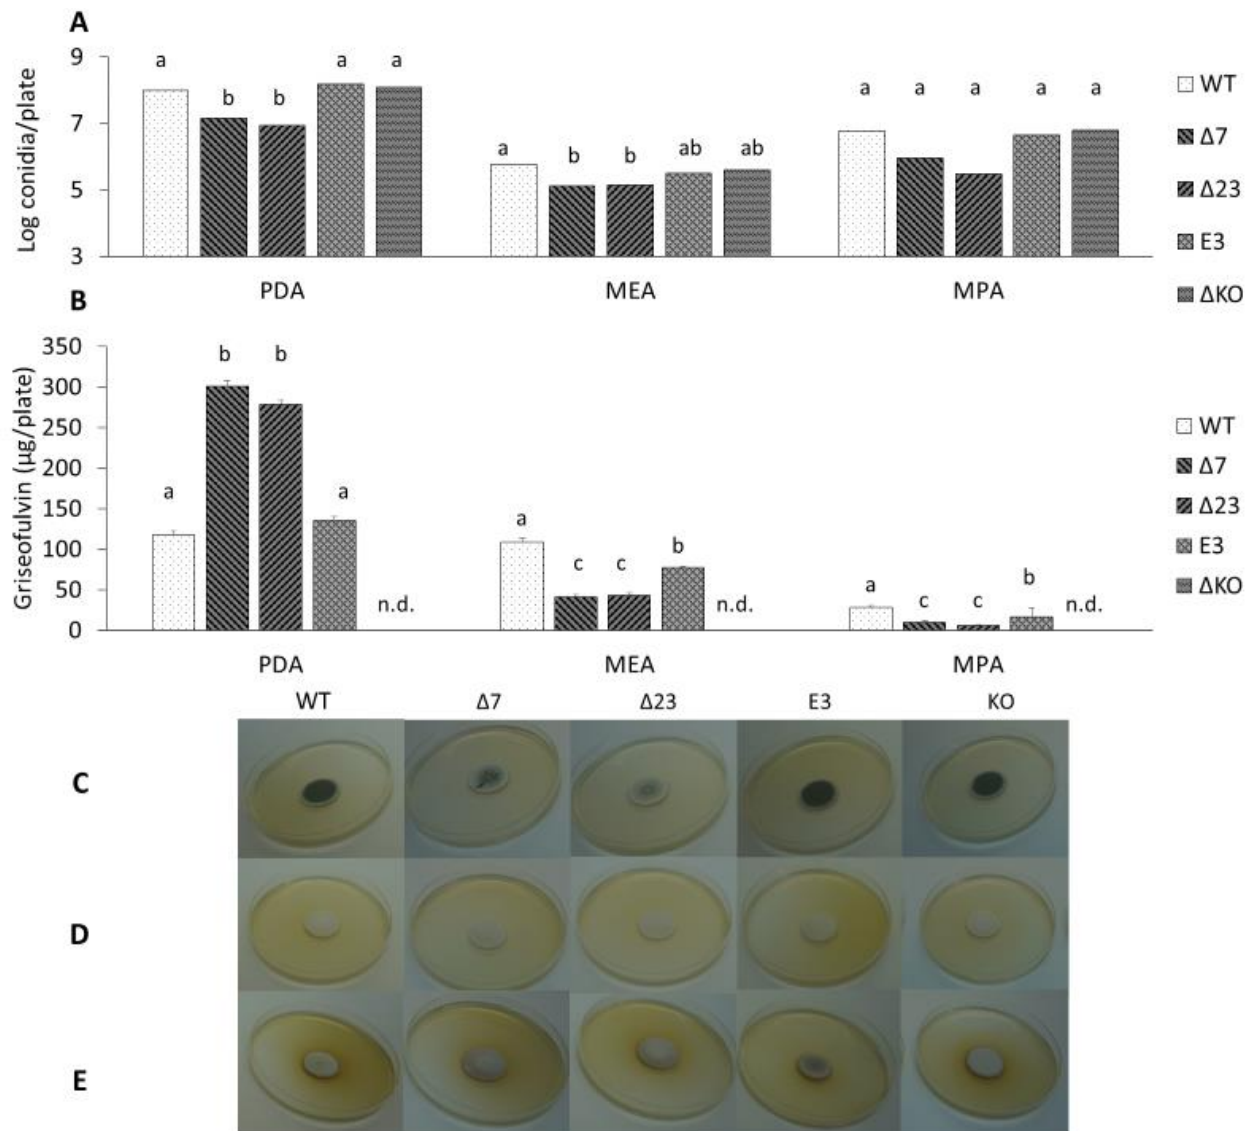 A
Log conidia/plate
9
7
5
3
a
b
b
a
a
a
b
b
ab
ab
a
a
a
a
a
PDA
MEA
MPA
WT
Δ7
Δ23
E3
ΔKO
B
Griseofulvin (µg/plate)
350
300
250
200
150
100
50
0
a
b
b
a
n.d.
a
c
c
b
n.d.
a
c
c
b
n.d.
PDA
MEA
MPA
WT
Δ7
Δ23
E3
ΔKO
WT
Δ7
Δ23
E3
KO
C
D
E